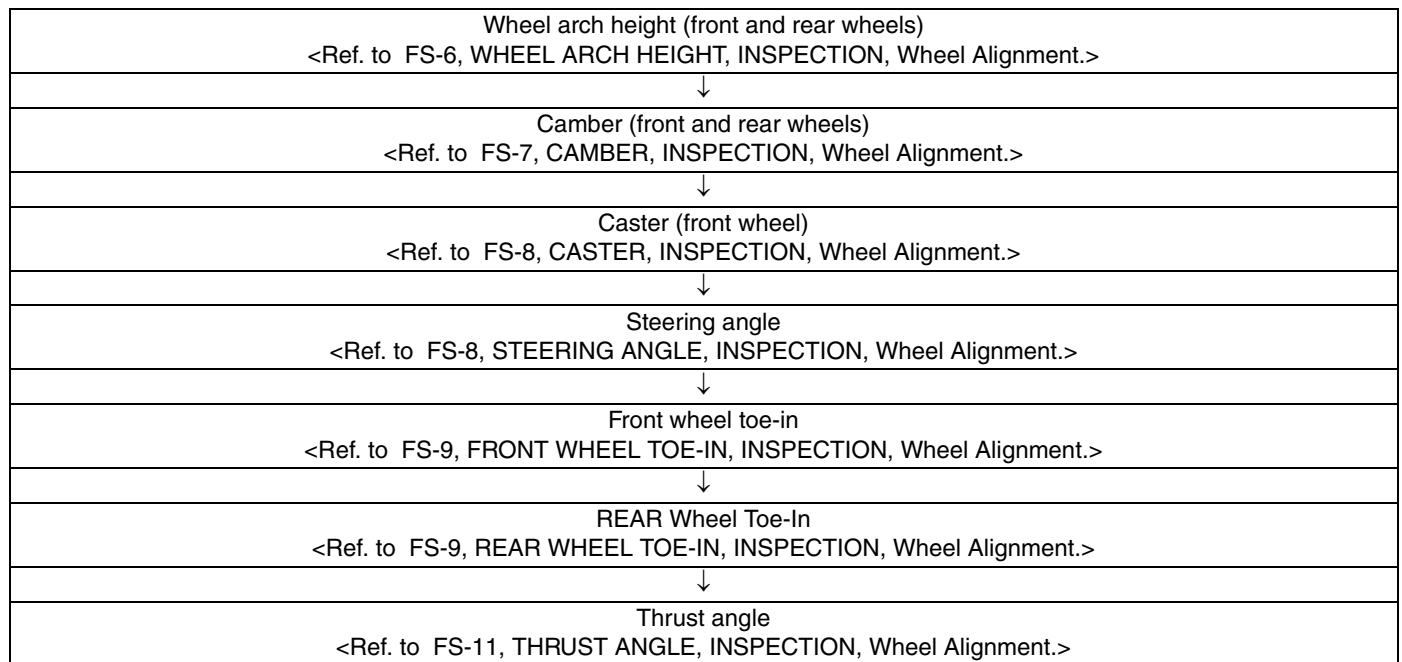 Wheel arch height (front and rear wheels)
<Ref. to FS-6, WHEEL ARCH HEIGHT, INSPECTION, Wheel Alignment.>
↓
Camber (front and rear wheels)
<Ref. to FS-7, CAMBER, INSPECTION, Wheel Alignment.>
↓
Caster (front wheel)
<Ref. to FS-8, CASTER, INSPECTION, Wheel Alignment.>
↓
Steering angle
<Ref. to FS-8, STEERING ANGLE, INSPECTION, Wheel Alignment.>
↓
Front wheel toe-in
<Ref. to FS-9, FRONT WHEEL TOE-IN, INSPECTION, Wheel Alignment.>
↓
REAR Wheel Toe-In
<Ref. to FS-9, REAR WHEEL TOE-IN, INSPECTION, Wheel Alignment.>
↓
Thrust angle
<Ref. to FS-11, THRUST ANGLE, INSPECTION, Wheel Alignment.>